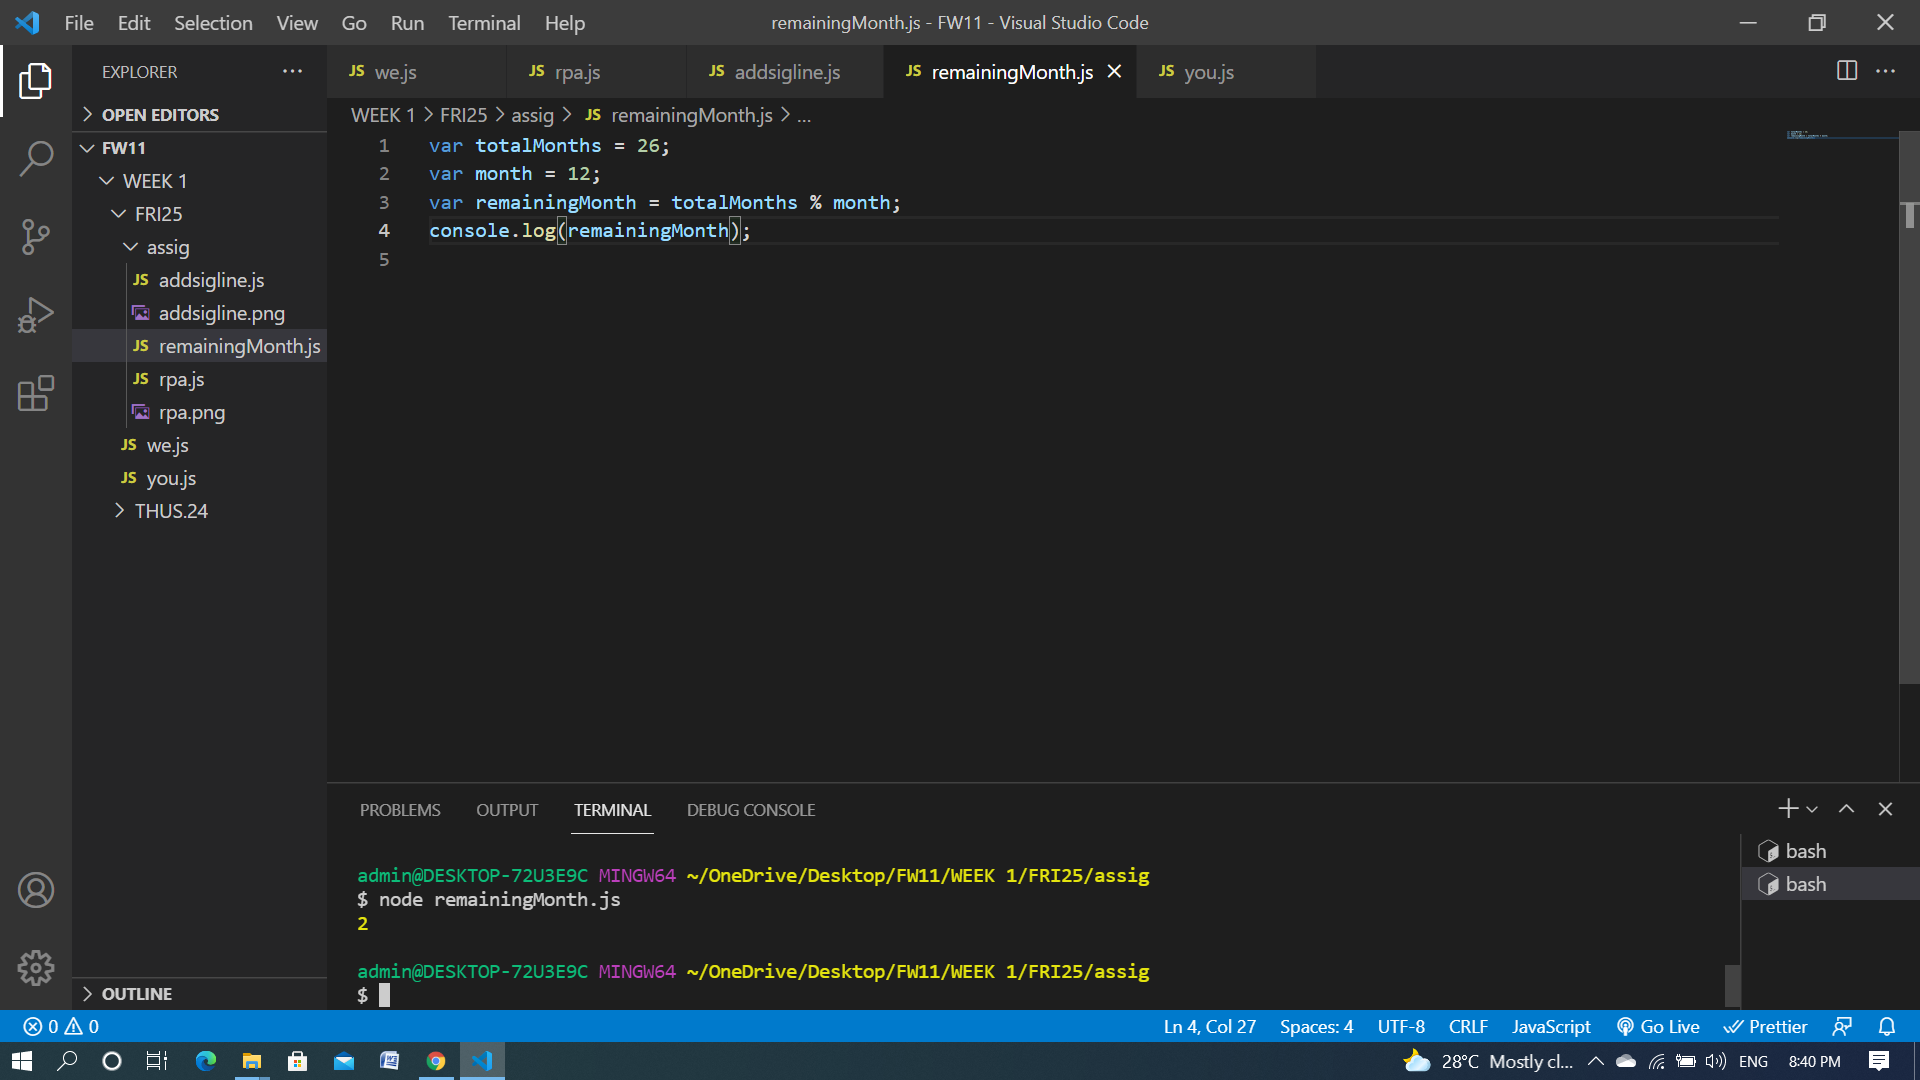 File Edit Selection View Go Run Terminal Help
remainingMonth.js - FW11 - Visual Studio Code
EXPLORER
JS we.js
JS rpa.js
JS addsigline.js
JS remainingMonth.js
JS you.js
OPEN EDITORS
WEEK 1 > FRI25 > assig > JS remainingMonth.js > ...
FW11
WEEK 1
FRI25
assig
JS addsigline.js
addsigline.png
JS remainingMonth.js
JS rpa.js
rpa.png
JS we.js
JS you.js
THUS.24
OUTLINE
1 var totalMonths = 26;
2 var month = 12;
3 var remainingMonth = totalMonths % month;
4 console.log(remainingMonth);
5
PROBLEMS OUTPUT TERMINAL DEBUG CONSOLE
admin@DESKTOP-72U3E9C MINGW64 ~/OneDrive/Desktop/FW11/WEEK 1/FRI25/assig
$ node remainingMonth.js
2
admin@DESKTOP-72U3E9C MINGW64 ~/OneDrive/Desktop/FW11/WEEK 1/FRI25/assig
$
bash
bash
0 0
Ln 4, Col 27 Spaces: 4 UTF-8 CRLF JavaScript Go Live Prettier
28°C Mostly cl... ENG 8:40 PM